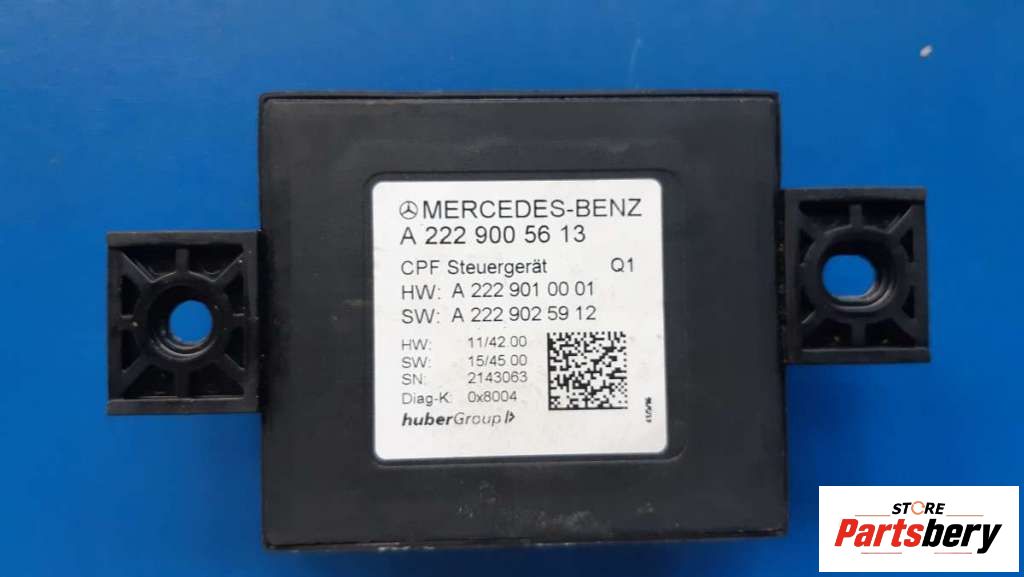 MERCEDES-BENZ
A 222 900 56 13
CPF Steuergerät Q1
HW: A 222 901 00 01
SW: A 222 902 59 12
HW: 11/42.00
SW: 15/45.00
SN: 2143063
Diag-K: 0x8004
huberGroup
STORE
Partsbery